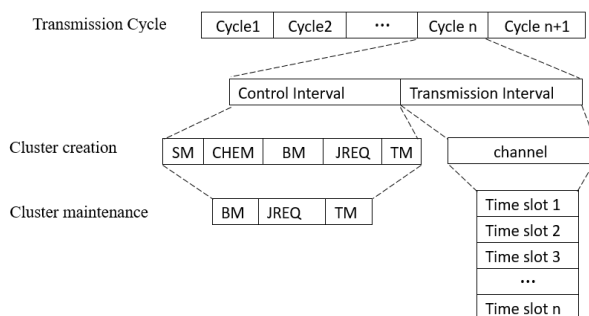 Transmission Cycle
Cycle1 Cycle2 ... Cycle n Cycle n+1
Control Interval Transmission Interval
Cluster creation
SM CHEM BM JREQ TM
channel
Cluster maintenance
BM JREQ TM
Time slot 1
Time slot 2
Time slot 3
...
Time slot n